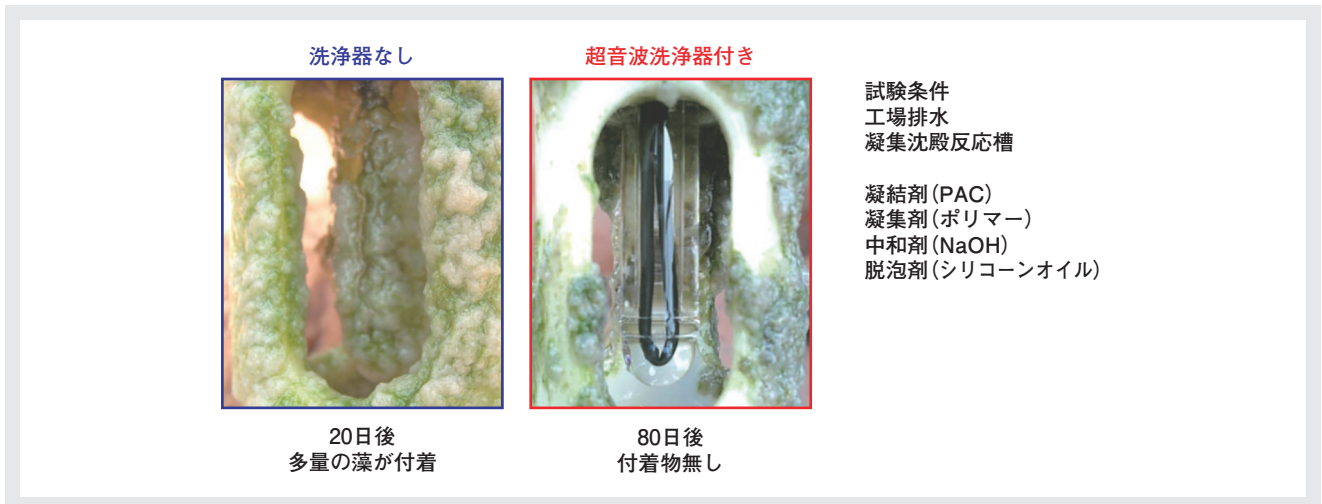 洗浄器なし
20日後
多量の藻が付着
超音波洗浄器付き
80日後
付着物無し
試験条件
工場排水
凝集沈殿反応槽
凝結剤(PAC)
凝集剤(ポリマー)
中和剤(NaOH)
脱泡剤(シリコーンオイル)